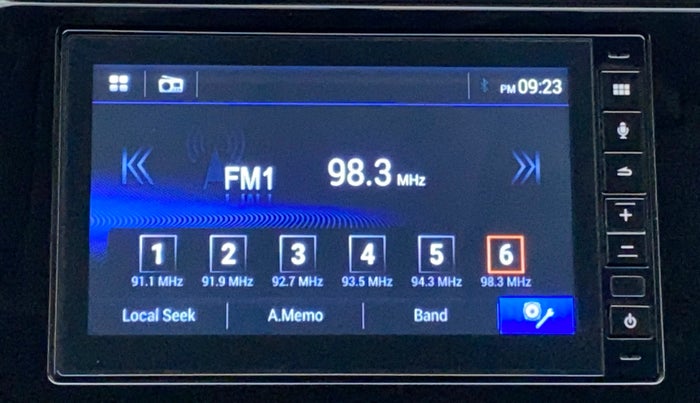 PM 09:23
FM1 98.3 MHz
1 2 3 4 5 6
91.1 MHz 91.9 MHz 92.7 MHz 93.5 MHz 94.3 MHz 98.3 MHz
Local Seek A.Memo Band